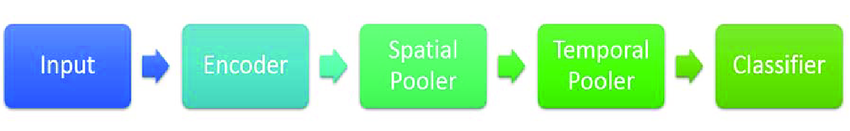 Input
Encoder
Spatial
Pooler
Temporal
Pooler
Classifier